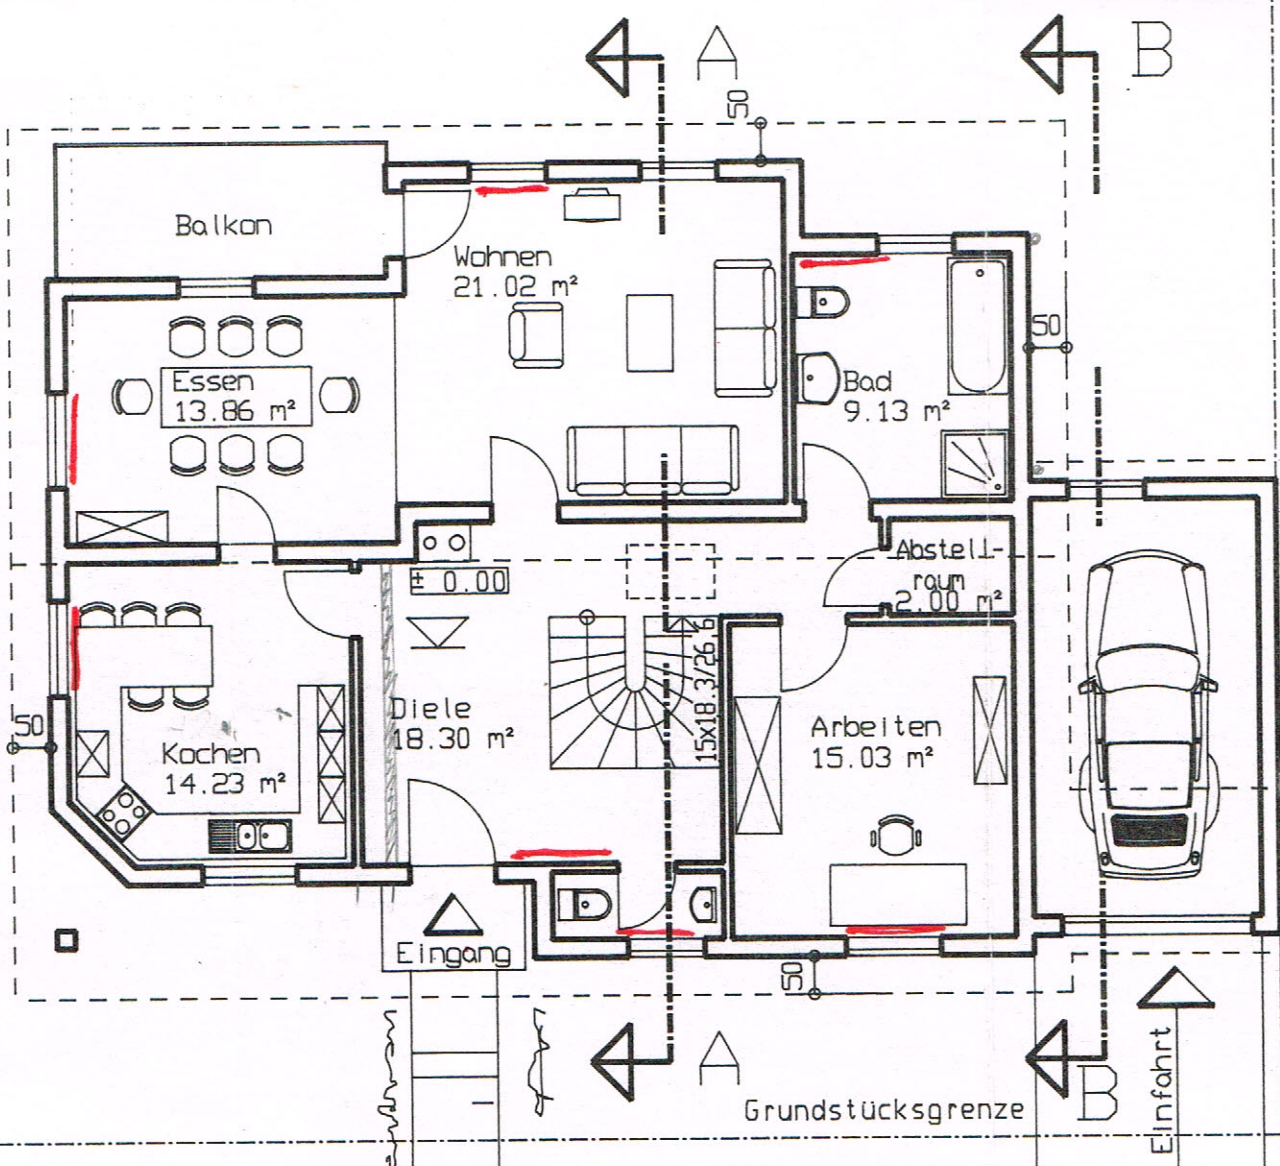 A
B
50
Balkon
Wohnen
21.02 m²
50
Essen
13.86 m²
Bad
9.13 m²
Abstell-
raum
2.00 m²
± 0.00
15x18.3/26,6
Diele
18.30 m²
Arbeiten
15.03 m²
50
Kochen
14.23 m²
Eingang
50
A
B
Einfahrt
Grundstücksgrenze